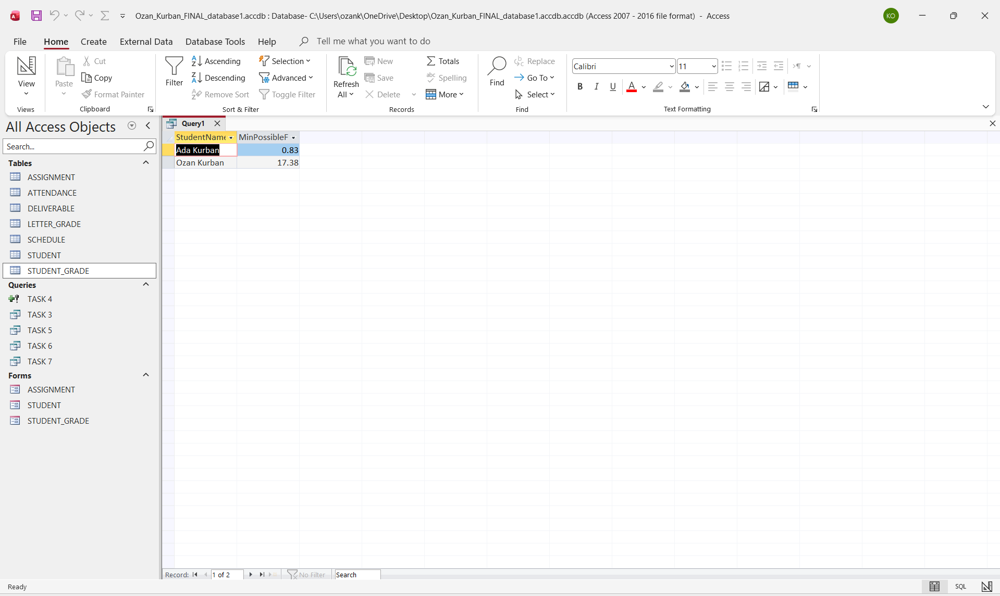 Ozan_Kurban_FINAL_database1.accdb : Database- C:\Users\ozank\OneDrive\Desktop\Ozan_Kurban_FINAL_database1.accdb.accdb (Access 2007 - 2016 file format) - Access
KO
File Home Create External Data Database Tools Help Tell me what you want to do
View
Views
Paste
Cut
Copy
Format Painter
Clipboard
Filter
Ascending
Descending
Remove Sort
Selection
Advanced
Toggle Filter
Sort & Filter
Refresh
All
New
Save
Delete
Totals
Spelling
More
Records
Find
Replace
Go To
Select
Find
Calibri
11
B I U A
Text Formatting
All Access Objects
Search...
Tables
ASSIGNMENT
ATTENDANCE
DELIVERABLE
LETTER_GRADE
SCHEDULE
STUDENT
STUDENT_GRADE
Queries
TASK 4
TASK 3
TASK 5
TASK 6
TASK 7
Forms
ASSIGNMENT
STUDENT
STUDENT_GRADE
Query1
StudentName MinPossibleF
Ada Kurban 0.83
Ozan Kurban 17.38
Record: 1 of 2 No Filter Search
Ready SQL